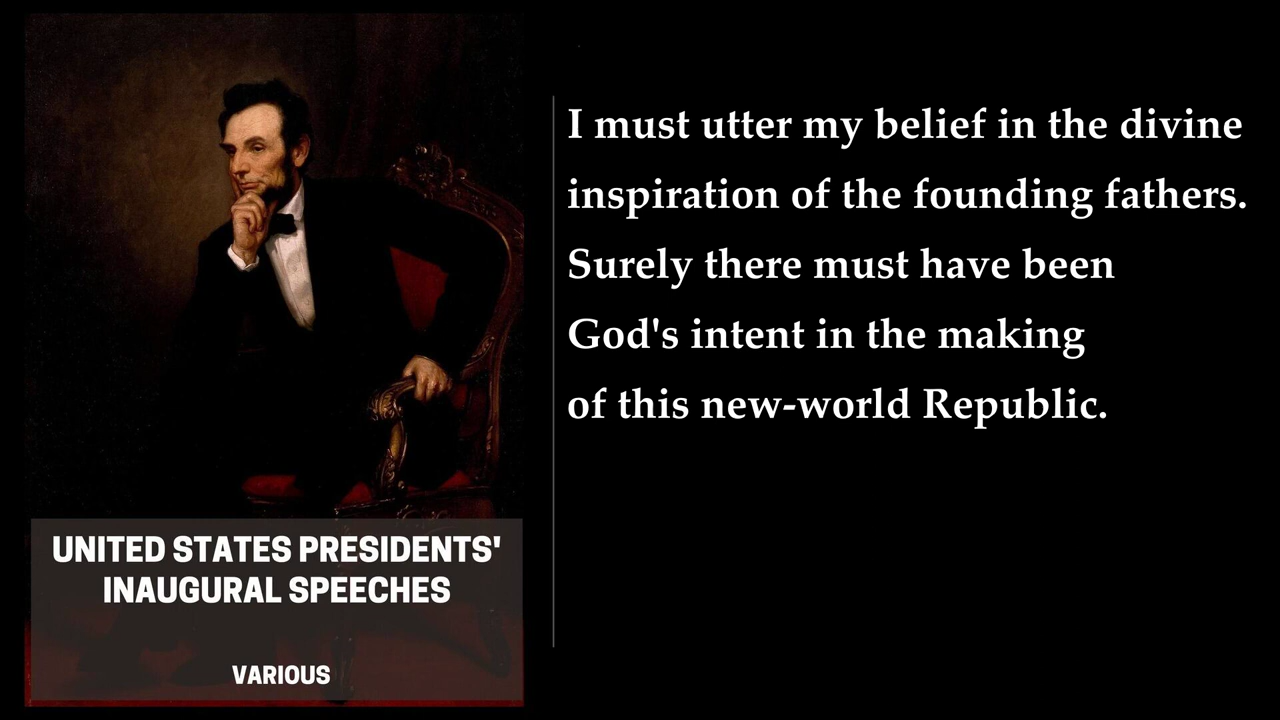 I must utter my belief in the divine
inspiration of the founding fathers.
Surely there must have been
God's intent in the making
of this new-world Republic.
UNITED STATES PRESIDENTS'
INAUGURAL SPEECHES
VARIOUS